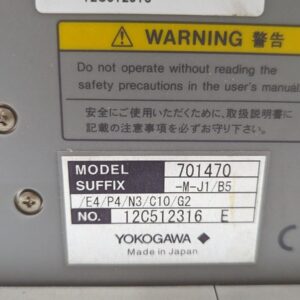 ⚠ WARNING 警告
Do not operate without reading the
safety precautions in the user's manual
安全にご使用いただくために、取扱説明書に
記載の注意事項を必ずお守り下さい。
MODEL 701470
SUFFIX -M-J1/B5
/E4/P4/N3/C10/G2
NO. 12C512316 E
YOKOGAWA
Made in Japan